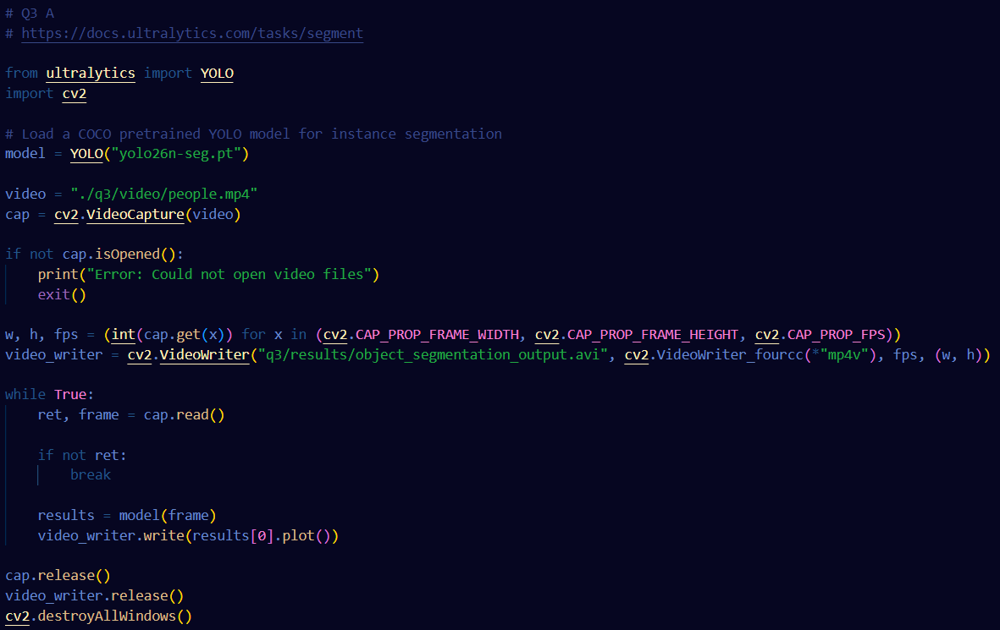 # Q3 A
# https://docs.ultralytics.com/tasks/segment
from ultralytics import YOLO
import cv2
# Load a COCO pretrained YOLO model for instance segmentation
model = YOLO("yolo26n-seg.pt")
video = "./q3/video/people.mp4"
cap = cv2.VideoCapture(video)
if not cap.isOpened():
    print("Error: Could not open video files")
    exit()
w, h, fps = (int(cap.get(x)) for x in (cv2.CAP_PROP_FRAME_WIDTH, cv2.CAP_PROP_FRAME_HEIGHT, cv2.CAP_PROP_FPS))
video_writer = cv2.VideoWriter("q3/results/object_segmentation_output.avi", cv2.VideoWriter_fourcc(*"mp4v"), fps, (w, h))
while True:
    ret, frame = cap.read()
    if not ret:
        break
    results = model(frame)
    video_writer.write(results[0].plot())
cap.release()
video_writer.release()
cv2.destroyAllWindows()